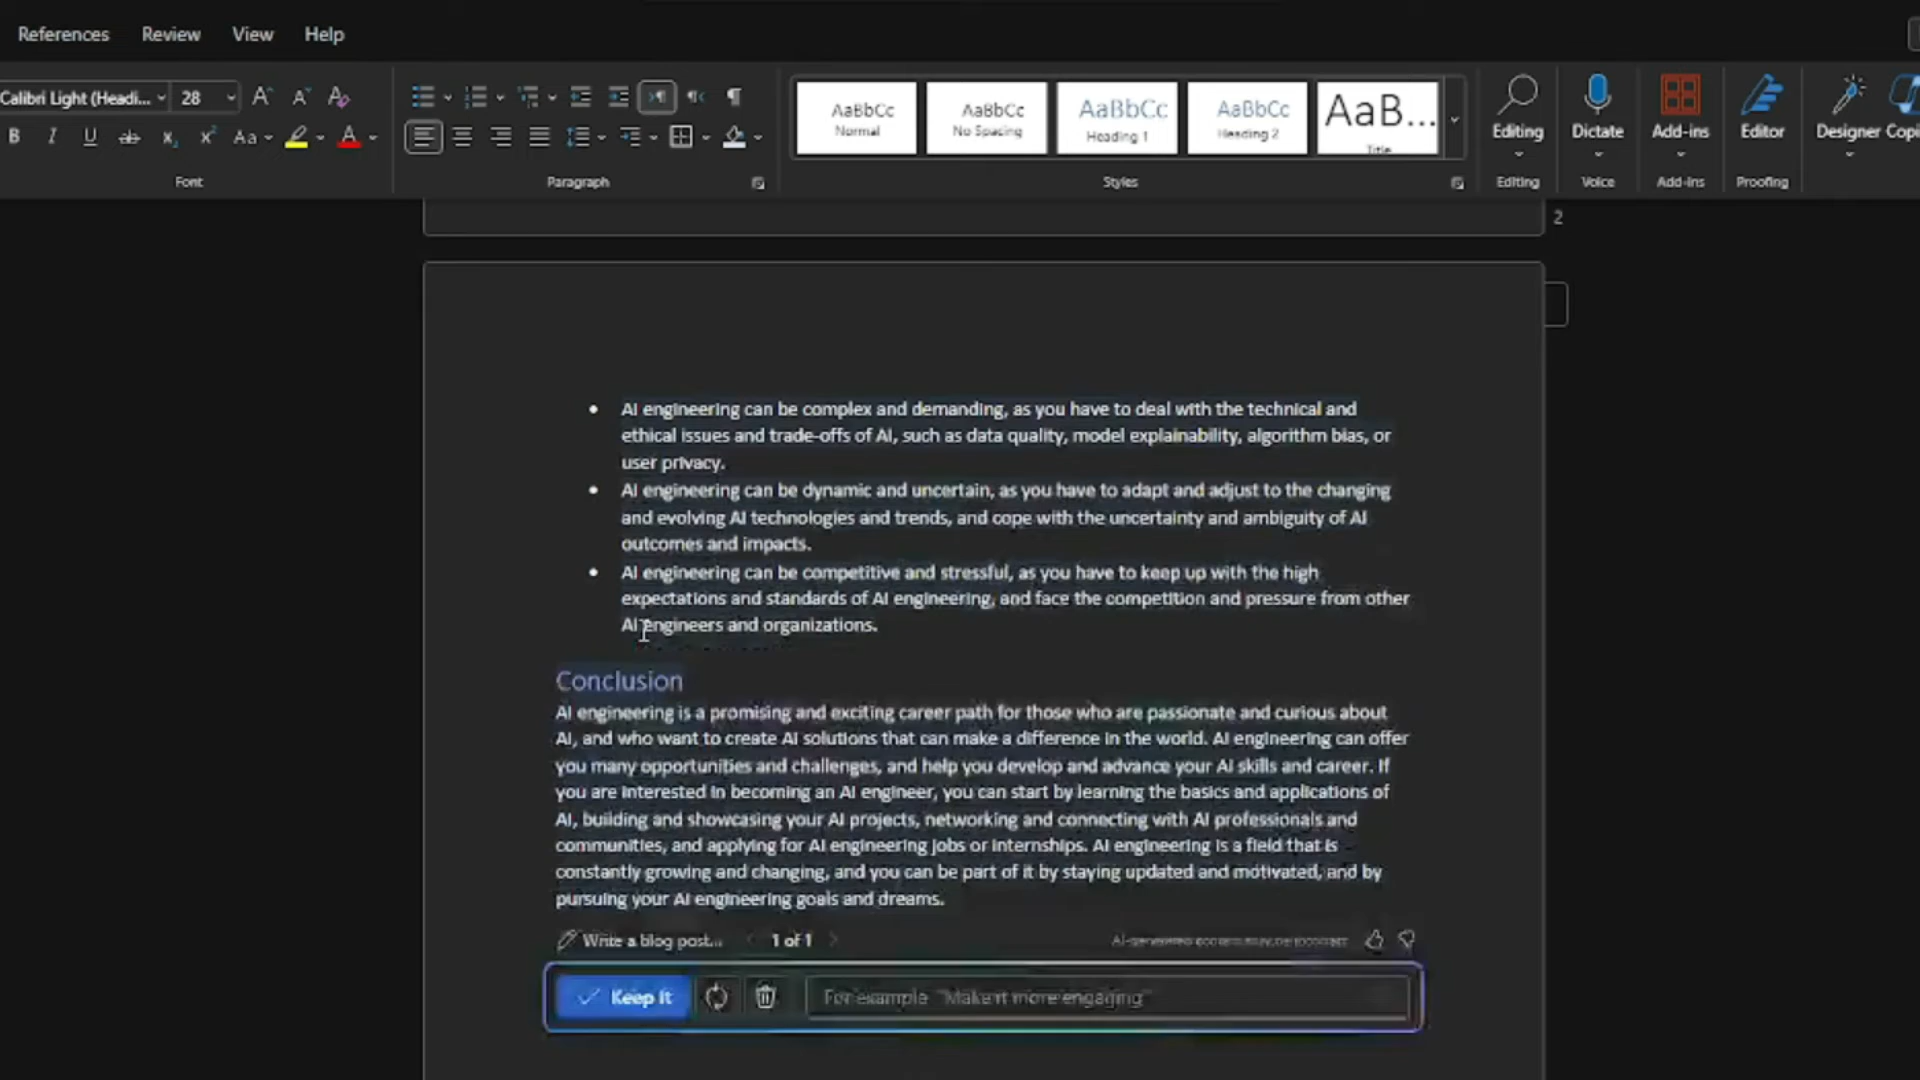 References Review View Help
Calibri Light (Headi... 28
AaBbCc AaBbCc AaBbCc AaBbCc AaB...
Normal No Spacing Heading 1 Heading 2 Title
Editing Dictate Add-ins Editor Designer Copi
Font Paragraph Styles Editing Voice Add-ins Proofing
2
• AI engineering can be complex and demanding, as you have to deal with the technical and
ethical issues and trade-offs of AI, such as data quality, model explainability, algorithm bias, or
user privacy.
• AI engineering can be dynamic and uncertain, as you have to adapt and adjust to the changing
and evolving AI technologies and trends, and cope with the uncertainty and ambiguity of AI
outcomes and impacts.
• AI engineering can be competitive and stressful, as you have to keep up with the high
expectations and standards of AI engineering, and face the competition and pressure from other
AI engineers and organizations.
Conclusion
AI engineering is a promising and exciting career path for those who are passionate and curious about
AI, and who want to create AI solutions that can make a difference in the world. AI engineering can offer
you many opportunities and challenges, and help you develop and advance your AI skills and career. If
you are interested in becoming an AI engineer, you can start by learning the basics and applications of
AI, building and showcasing your AI projects, networking and connecting with AI professionals and
communities, and applying for AI engineering jobs or internships. AI engineering is a field that is
constantly growing and changing, and you can be part of it by staying updated and motivated, and by
pursuing your AI engineering goals and dreams.
Write a blog post... 1 of 1 AI-generated content may be incorrect
Keep it For example "Make it more engaging"